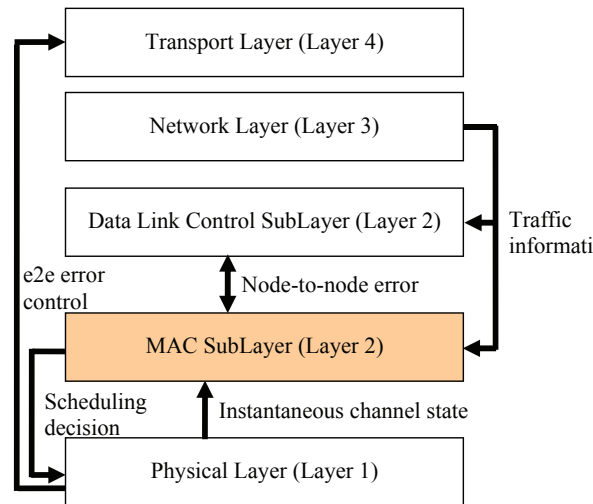 Transport Layer (Layer 4)
Network Layer (Layer 3)
Data Link Control SubLayer (Layer 2)
Traffic
informati
e2e error
control
Node-to-node error
MAC SubLayer (Layer 2)
Scheduling
decision
Instantaneous channel state
Physical Layer (Layer 1)